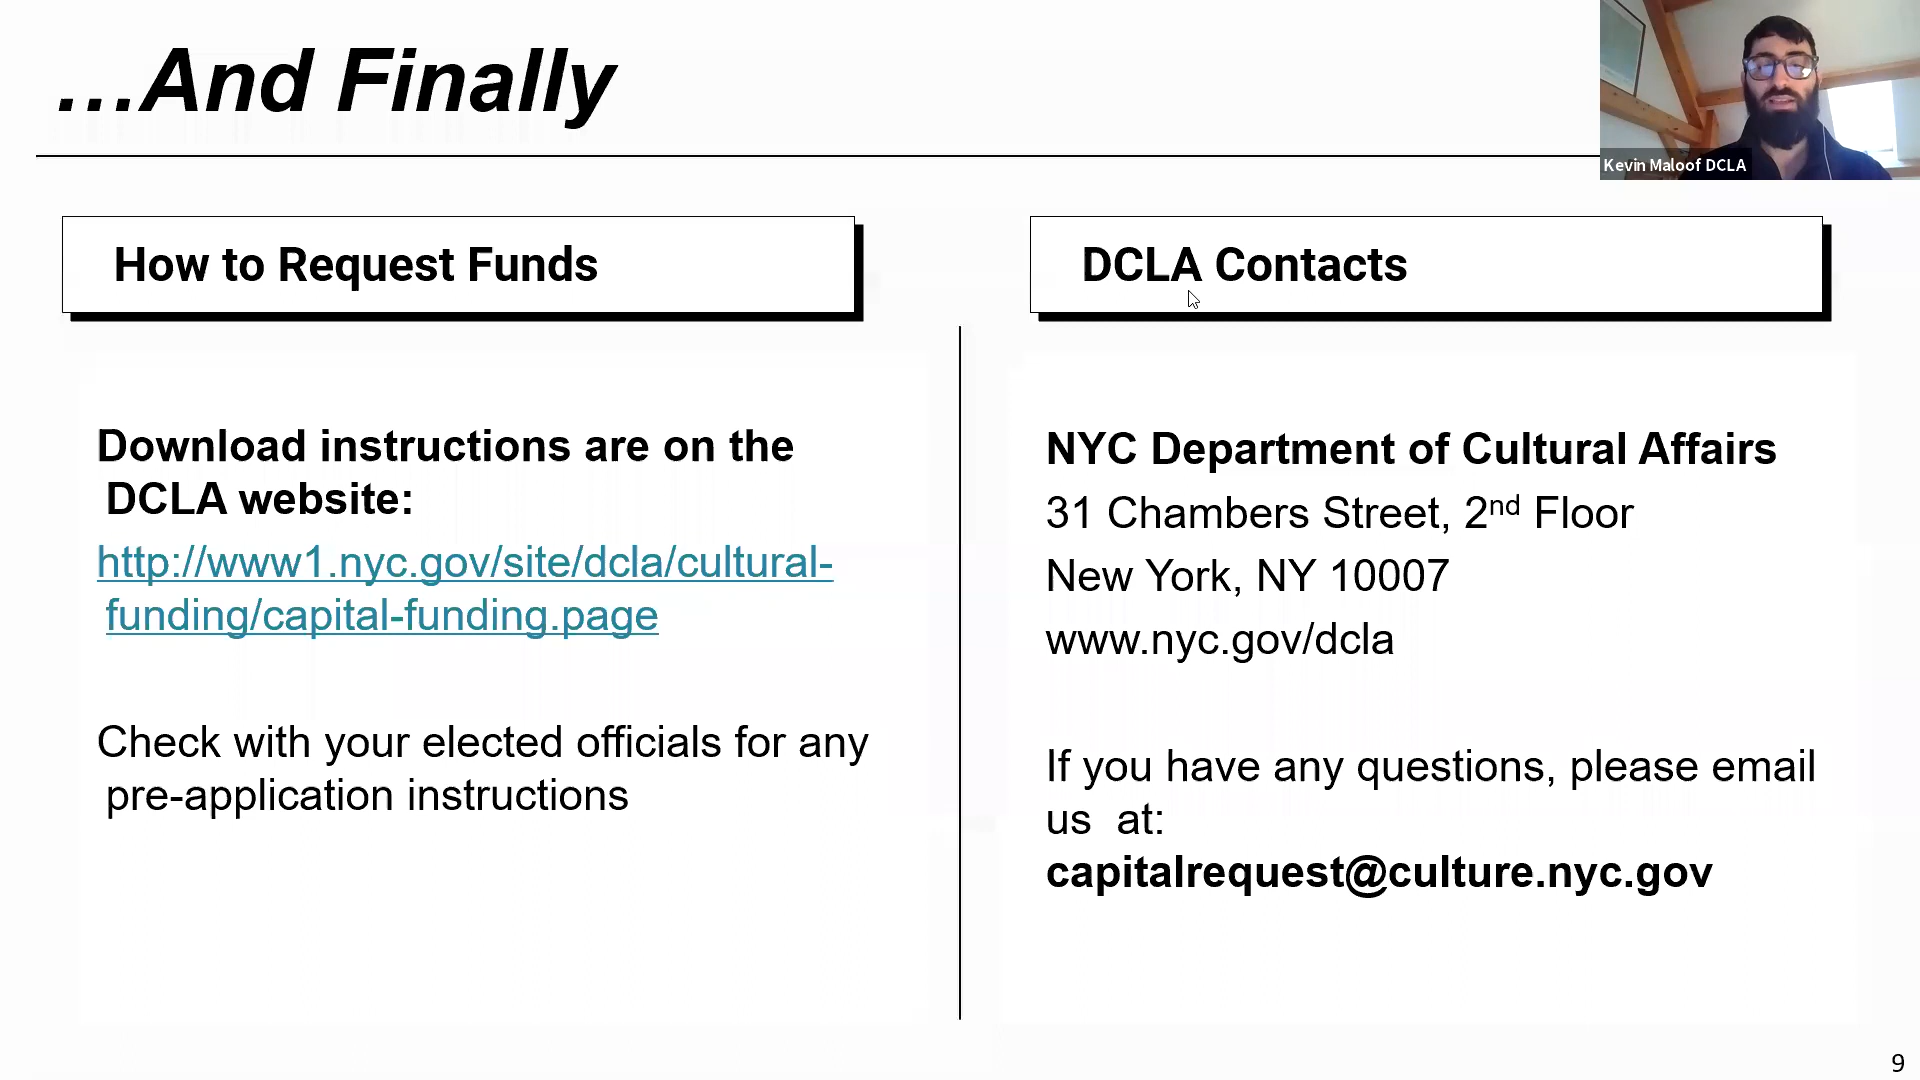 …And Finally
Kevin Maloof DCLA
How to Request Funds
Download instructions are on the
DCLA website:
http://www1.nyc.gov/site/dcla/cultural-
funding/capital-funding.page
Check with your elected officials for any
pre-application instructions
DCLA Contacts
NYC Department of Cultural Affairs
31 Chambers Street, 2nd Floor
New York, NY 10007
www.nyc.gov/dcla
If you have any questions, please email
us at:
capitalrequest@culture.nyc.gov
9